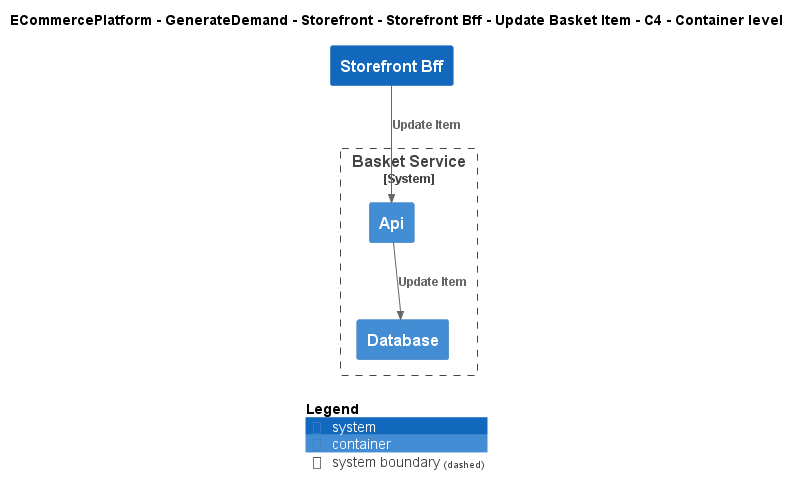 ECommercePlatform - GenerateDemand - Storefront - Storefront Bff - Update Basket Item - C4 - Container level
Storefront Bff
Update Item
Basket Service
[System]
Api
Update Item
Database
Legend
system
container
system boundary (dashed)